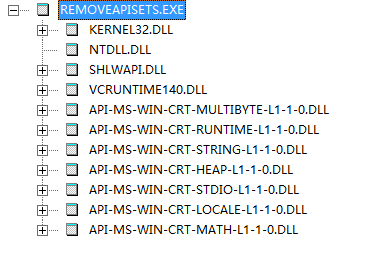 REMOVEAPISETS.EXE
KERNEL32.DLL
NTDLL.DLL
SHLWAPI.DLL
VCRUNTIME140.DLL
API-MS-WIN-CRT-MULTIBYTE-L1-1-0.DLL
API-MS-WIN-CRT-RUNTIME-L1-1-0.DLL
API-MS-WIN-CRT-STRING-L1-1-0.DLL
API-MS-WIN-CRT-HEAP-L1-1-0.DLL
API-MS-WIN-CRT-STDIO-L1-1-0.DLL
API-MS-WIN-CRT-LOCALE-L1-1-0.DLL
API-MS-WIN-CRT-MATH-L1-1-0.DLL